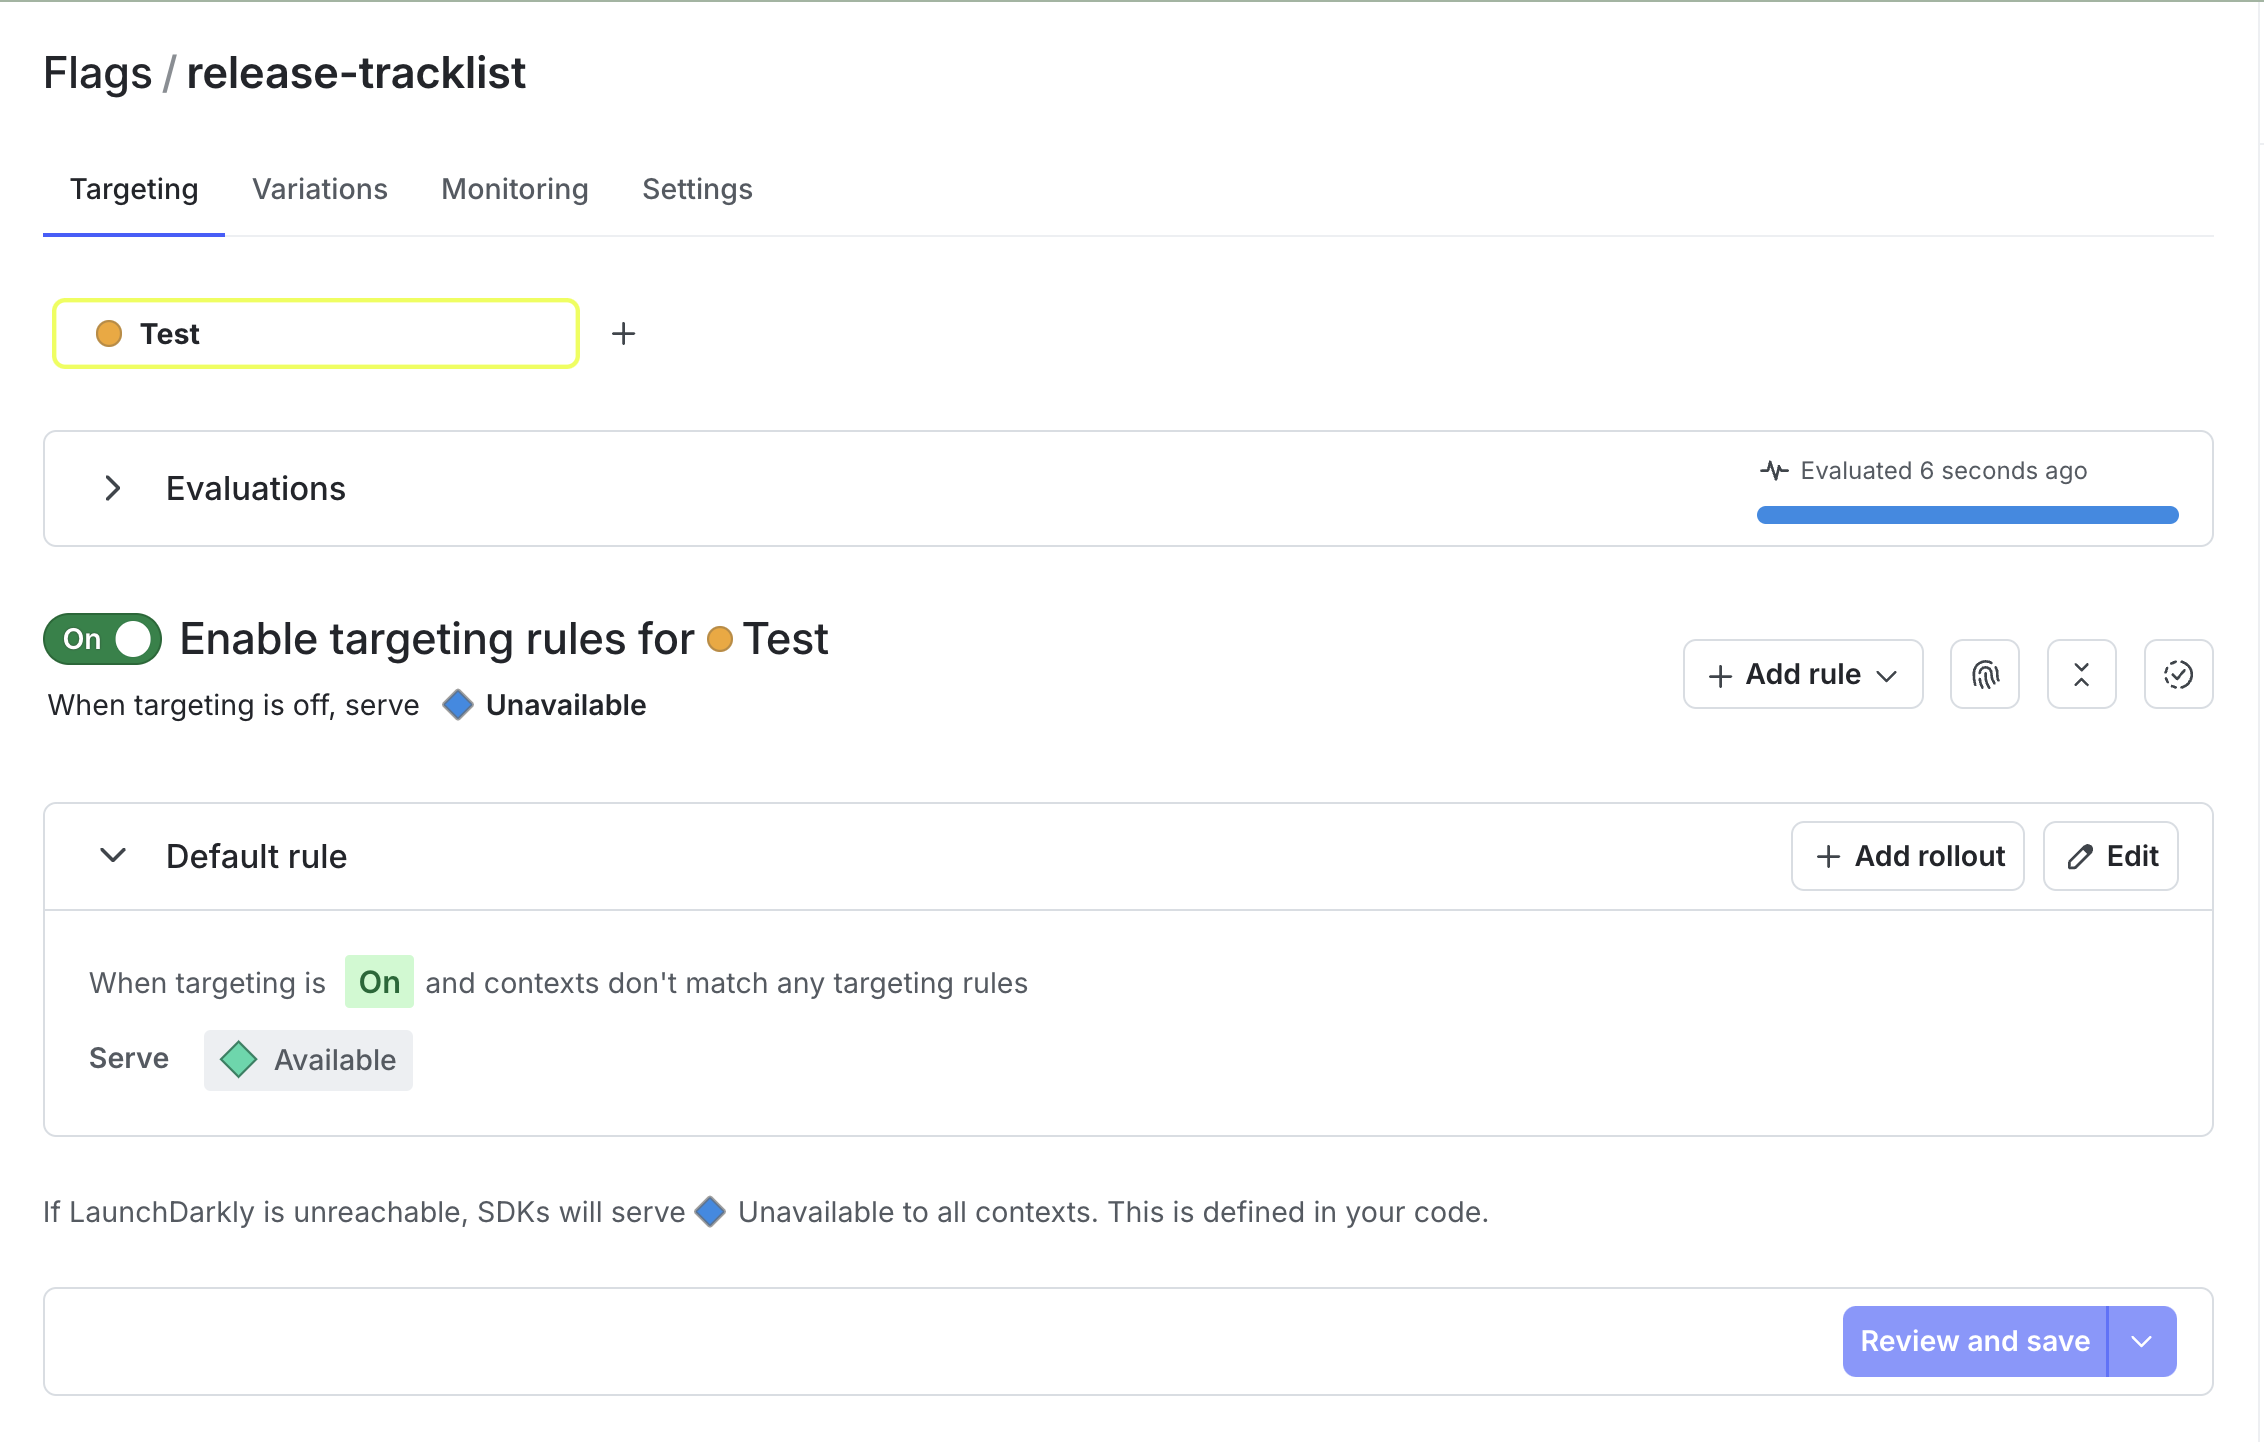 Flags / release-tracklist
Targeting Variations Monitoring Settings
Test
Evaluations
Evaluated 6 seconds ago
On Enable targeting rules for Test
When targeting is off, serve Unavailable
Add rule
Default rule
Add rollout
Edit
When targeting is On and contexts don't match any targeting rules
Serve Available
If LaunchDarkly is unreachable, SDKs will serve Unavailable to all contexts. This is defined in your code.
Review and save